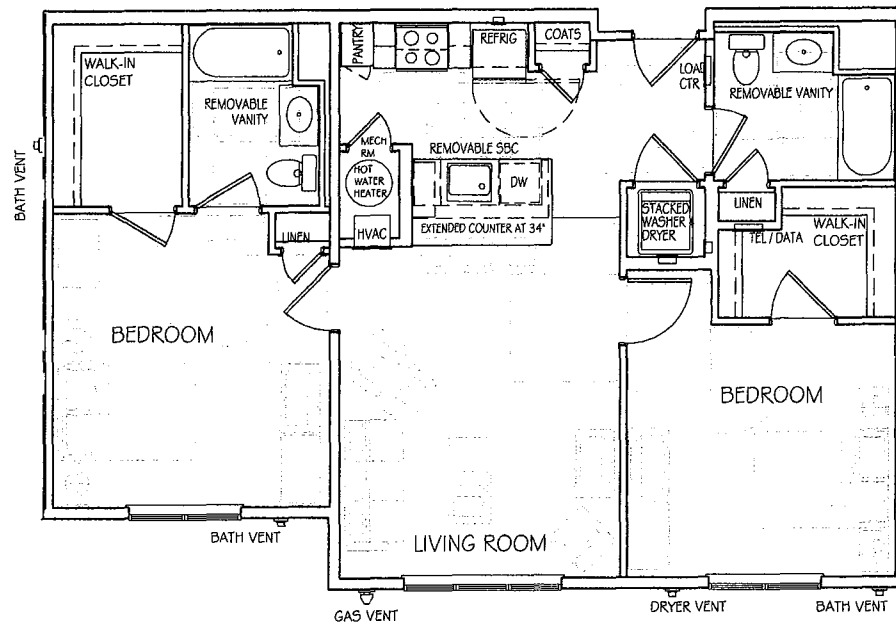 PANTRY
REFRIG
COATS
WALK-IN
CLOSET
LOAD
CTR
REMOVABLE
VANITY
REMOVABLE VANITY
MECH
RM
HOT
WATER
HEATER
REMOVABLE SBC
DW
BATH VENT
LINEN
HVAC
EXTENDED COUNTER AT 34"
STACKED
WASHER
DRYER
LINEN
TEL / DATA
WALK-IN
CLOSET
BEDROOM
BEDROOM
BATH VENT
LIVING ROOM
GAS VENT
DRYER VENT
BATH VENT